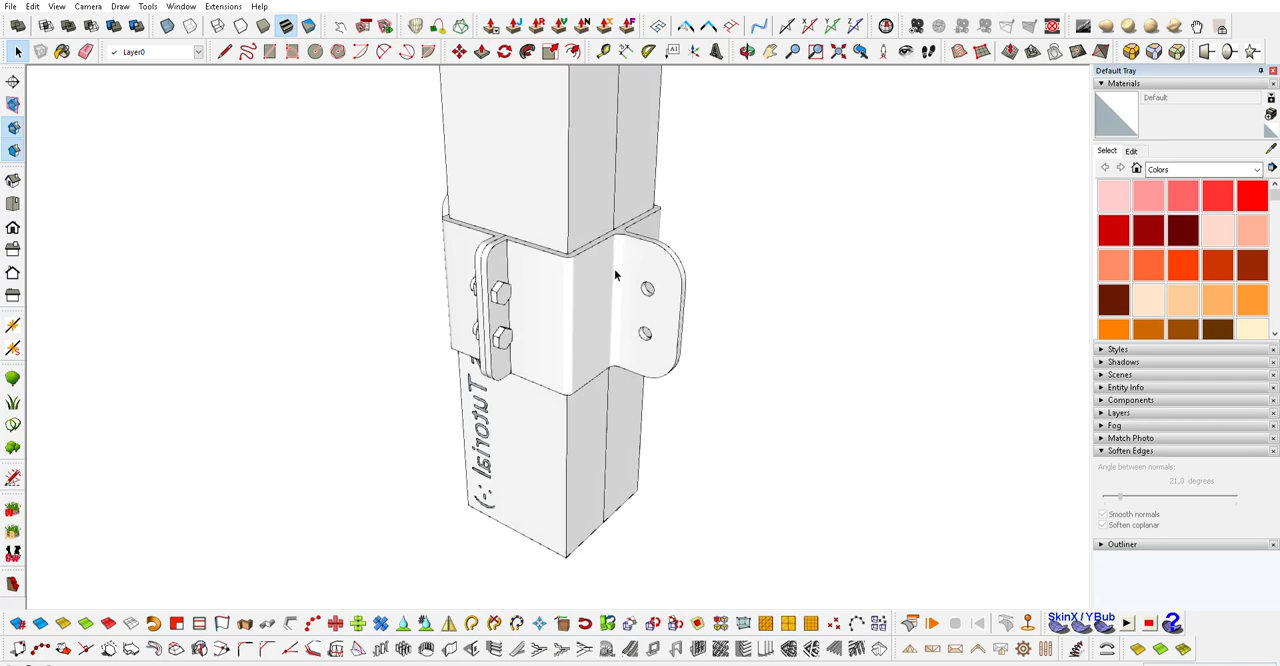 File Edit View Camera Draw Tools Window Extensions Help
Layer0
Default Tray
Materials
Default
Select Edit
Colors
Styles
Shadows
Scenes
Entity Info
Components
Layers
Fog
Match Photo
Soften Edges
Angle between normals:
21,0 degrees
Smooth normals
Soften coplanar
Outliner
Tutorial :-)
SkinX / YBub